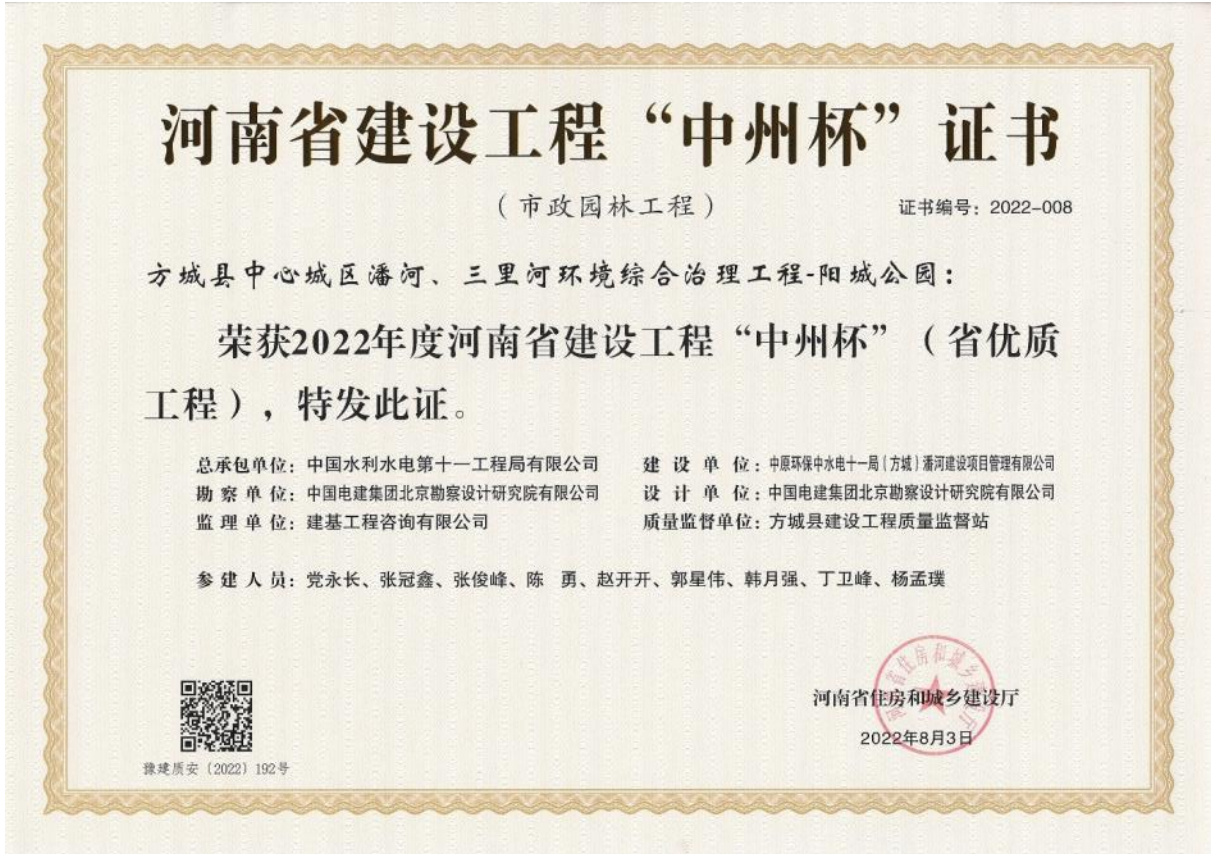 河南省建设工程“中州杯”证书
（市政园林工程）
证书编号：2022-008
方城县中心城区潘河、三里河环境综合治理工程-阳城公园：
荣获2022年度河南省建设工程“中州杯”（省优质
工程），特发此证。
总承包单位：中国水利水电第十一工程局有限公司
建设单位：中原环保中水电十一局（方城）潘河建设项目管理有限公司
勘察单位：中国电建集团北京勘察设计研究院有限公司
设计单位：中国电建集团北京勘察设计研究院有限公司
监理单位：建基工程咨询有限公司
质量监督单位：方城县建设工程质量监督站
参建人员：党永长、张冠鑫、张俊峰、陈 勇、赵开开、郭星伟、韩月强、丁卫峰、杨孟璞
河南省住房和城乡建设厅
河南省住房和城乡建设厅
2022年8月3日
豫建质安（2022）192号